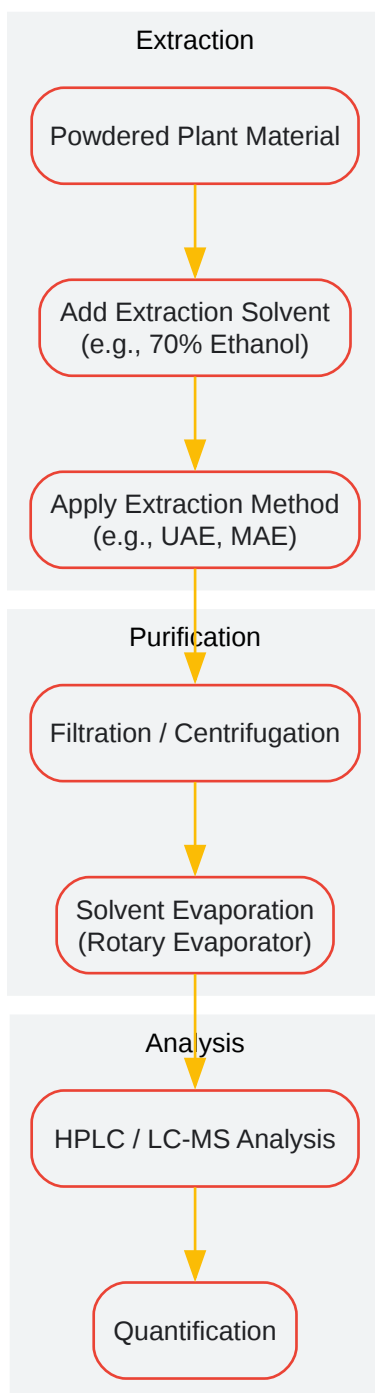 Extraction
Powdered Plant Material
Add Extraction Solvent
(e.g., 70% Ethanol)
Apply Extraction Method
(e.g., UAE, MAE)
Purification
Filtration / Centrifugation
Solvent Evaporation
(Rotary Evaporator)
Analysis
HPLC / LC-MS Analysis
Quantification